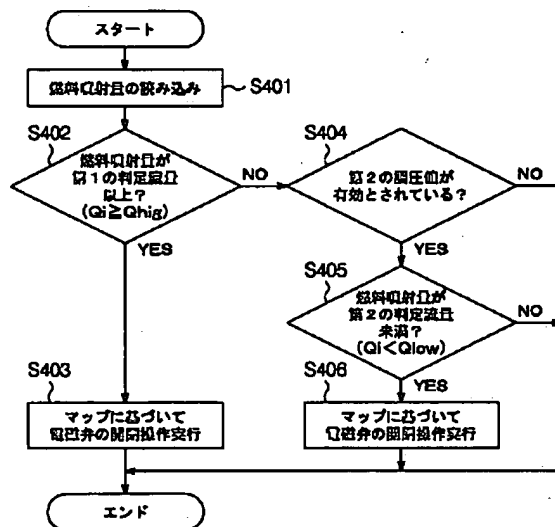 スタート
燃料噴射量の読み込み
S401
S402
燃料噴射量が
第1の判定流量
以上?
(Qi≧Qhig)
NO
YES
S404
第2の調圧値が
有効とされている?
NO
YES
S405
燃料噴射量が
第2の判定流量
未満?
(Qi<Qlow)
NO
YES
S403
マップに基づいて
電磁弁の開閉操作実行
S406
マップに基づいて
電磁弁の開閉操作実行
エンド